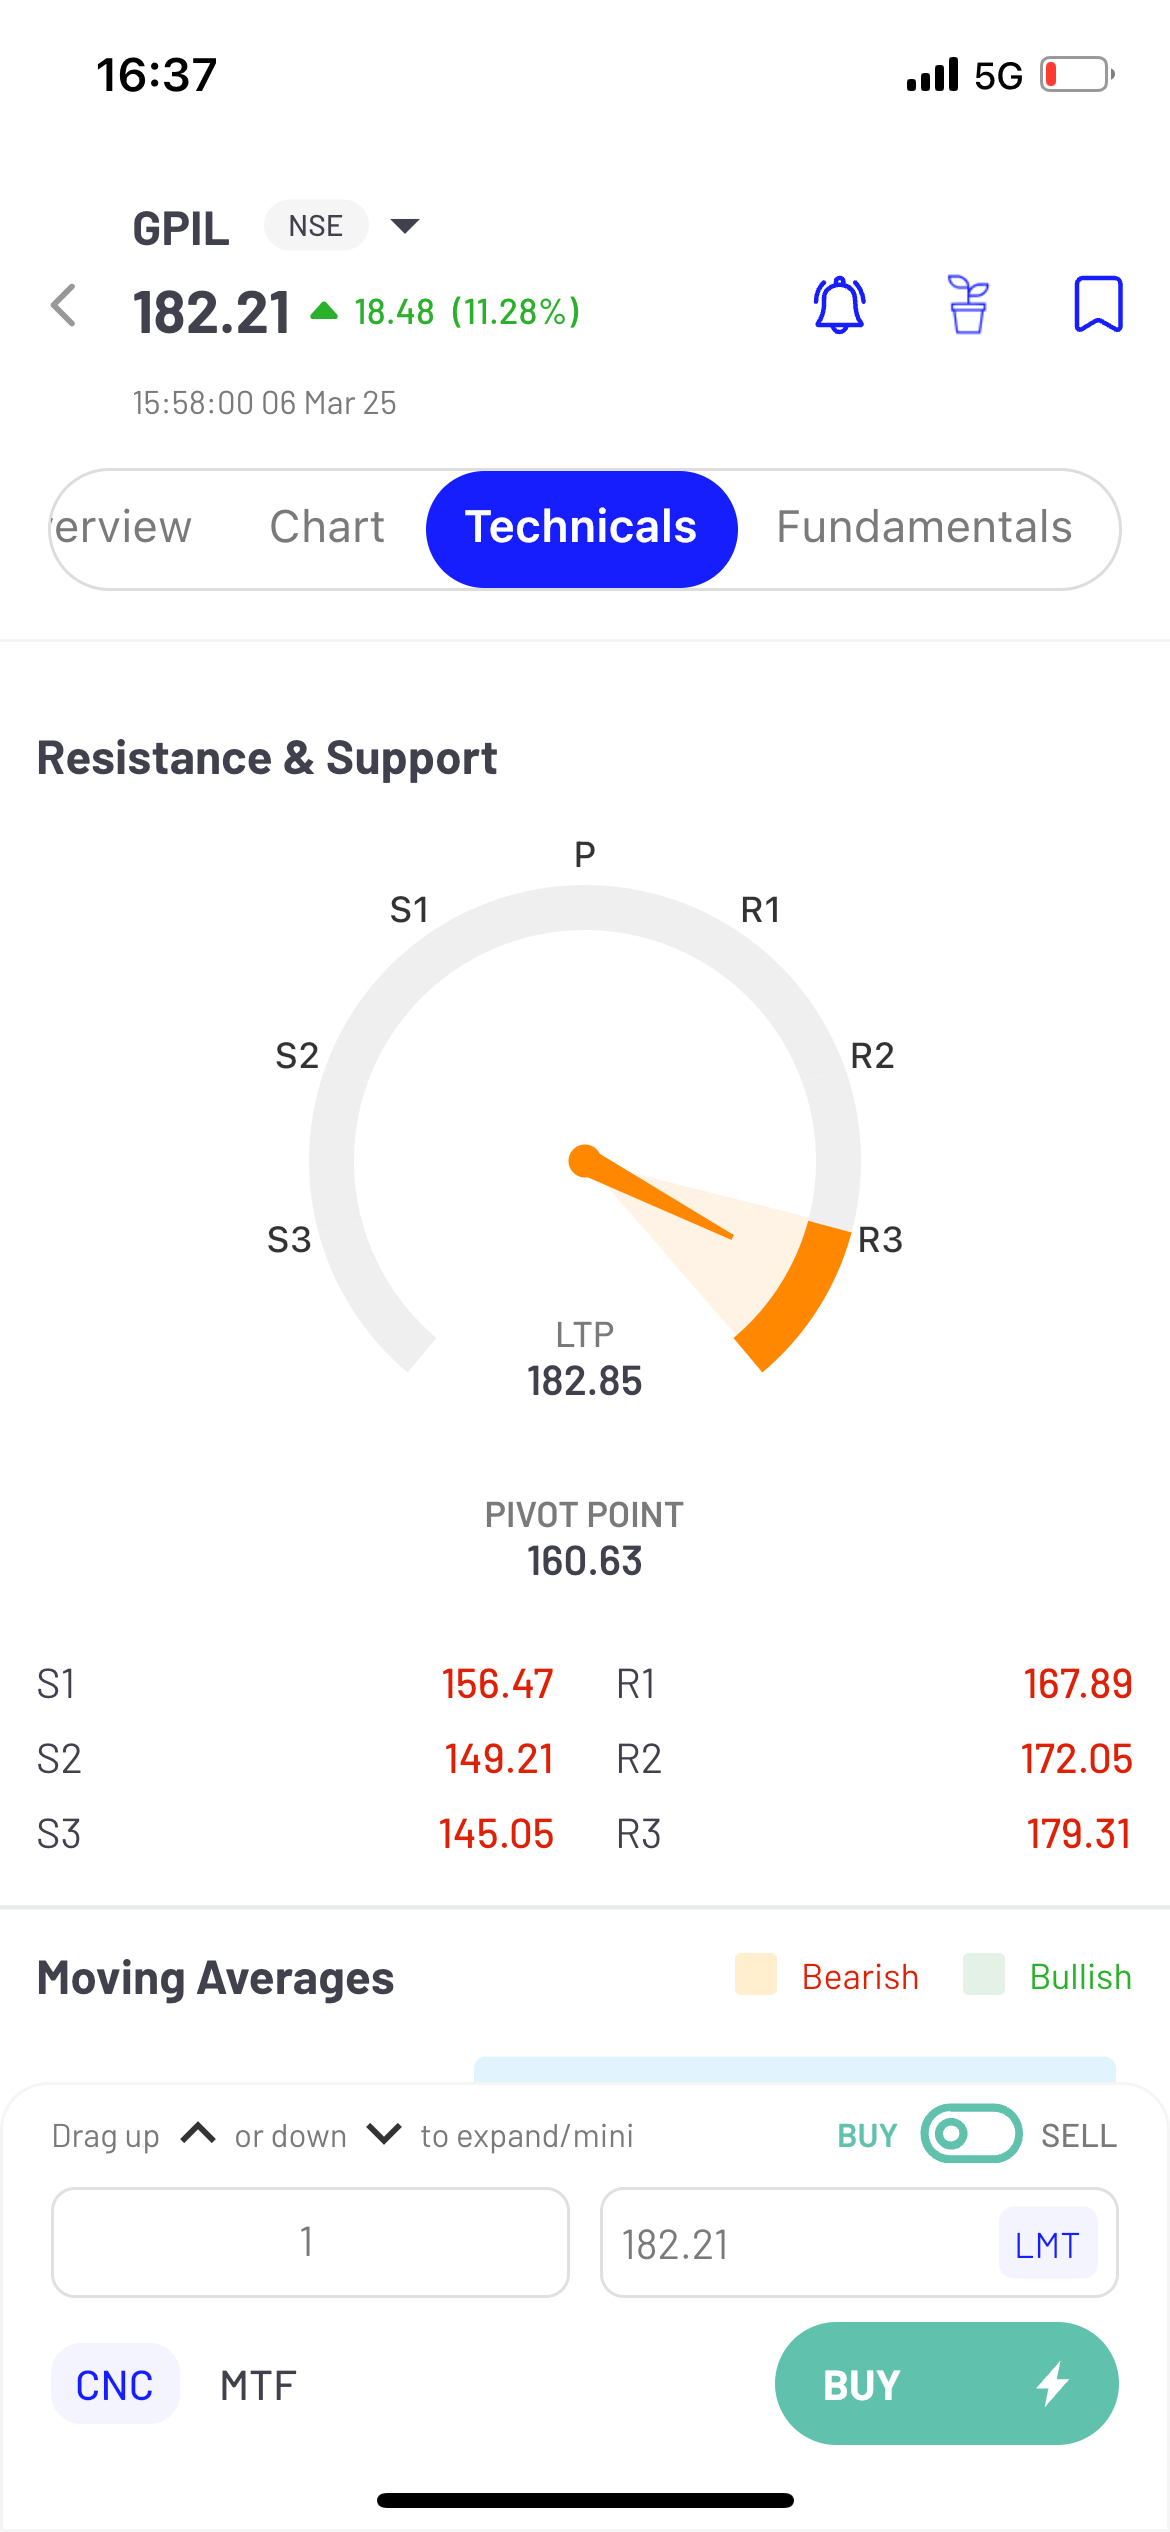 16:37
5G
GPIL NSE
182.21 18.48 (11.28%)
15:58:00 06 Mar 25
erview Chart Technicals Fundamentals
Resistance & Support
P
S1 R1
S2 R2
S3 R3
LTP
182.85
PIVOT POINT
160.63
S1 156.47 R1 167.89
S2 149.21 R2 172.05
S3 145.05 R3 179.31
Moving Averages Bearish Bullish
Drag up or down to expand/mini BUY SELL
1 182.21 LMT
CNC MTF BUY